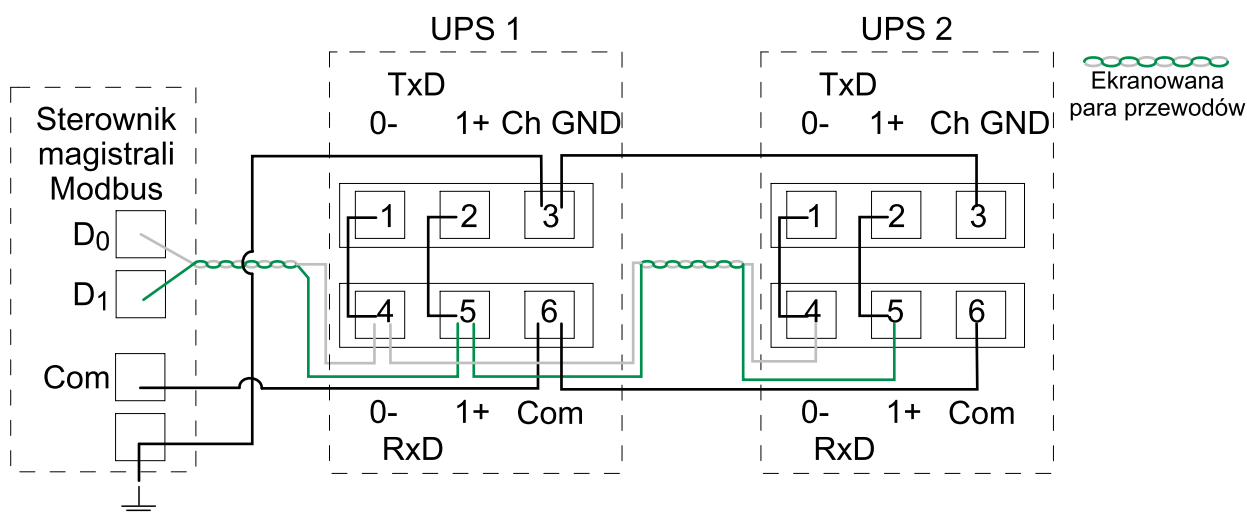 UPS 1
UPS 2
TxD
TxD
Ekranowana
para przewodów
0- 1+ Ch GND
0- 1+ Ch GND
Sterownik
magistrali
Modbus
1 2 3
1 2 3
D0
D1
4 5 6
4 5 6
Com
0- 1+ Com
0- 1+ Com
RxD
RxD